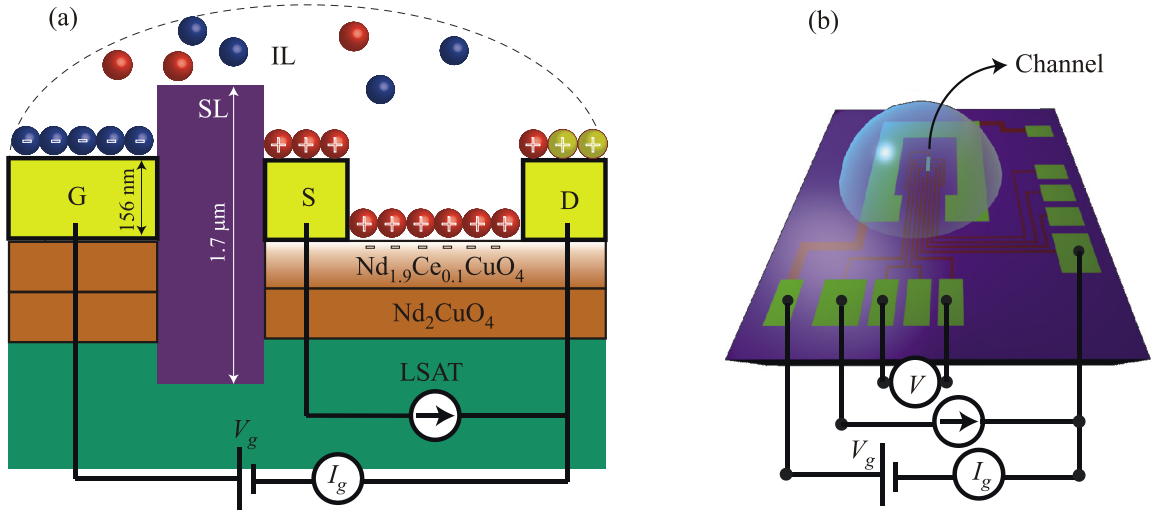 (a)
IL
SL
G
156 nm
1.7 μm
S
D
Nd1.9Ce0.1CuO4
Nd2CuO4
LSAT
Vg
Ig
(b)
Channel
V
Vg
Ig